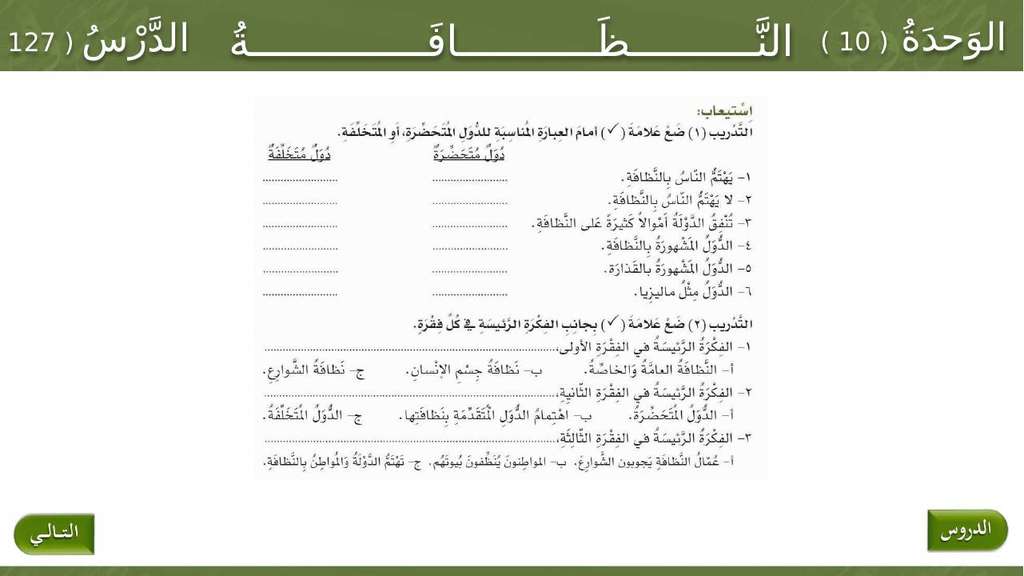 الوَحدَةُ ( 10 ) النَّـــظَـــافَـــةُ الدَّرْسُ ( 127
اِسْتيعاب:
التَّدريب (١) ضَعْ عَلامَةَ (✓) أمامَ العِبارَةِ المُناسِبَةِ للدُّوَلِ المُتَحَضِّرَةِ، أَو المُتَخَلِّفَةِ.
دُوَلٌ مُتَحَضِّرَةٌ دُوَلٌ مُتَخَلِّفَةٌ
١- يَهْتَمُّ النّاسُ بِالنَّظافَةِ. ........................ ........................
٢- لا يَهْتَمُّ النّاسُ بِالنَّظافَةِ. ........................ ........................
٣- تُنْفِقُ الدَّوْلَةُ أَمْوالاً كَثيرَةً عَلى النَّظافَةِ. ........................ ........................
٤- الدُّوَلُ المَشْهورَةُ بِالنَّظافَةِ. ........................ ........................
٥- الدُّوَلُ المَشْهورَةُ بالقَذارَة. ........................ ........................
٦- الدُّوَلُ مِثْلُ ماليزِيا. ........................ ........................
التَّدريب (٢) ضَعْ عَلامَةَ (✓) بِجانِبِ الفِكْرَةِ الرَّئيسَةِ في كُلِّ فِقْرَةٍ.
١- الفِكْرَةُ الرَّئيسَةُ في الفِقْرَةِ الأولى،........................
أ- النَّظافَةُ العامَّةُ وَالخاصَّةُ. ب- نَظافَةُ جِسْمِ الإنْسانِ. ج- نَظافَةُ الشَّوارِعِ.
٢- الفِكْرَةُ الرَّئيسَةُ في الفِقْرَةِ الثّانِيَةِ،........................
أ- الدُّوَلُ المُتَحَضِّرَةُ. ب- اهْتِمامُ الدُّوَلِ المُتَقَدِّمَةِ بِنَظافَتِها. ج- الدُّوَلُ المُتَخَلِّفَةُ.
٣- الفِكْرَةُ الرَّئيسَةُ في الفِقْرَةِ الثّالِثَةِ،........................
أ- عُمّالُ النَّظافَةِ يَجوبون الشَّوارِعَ. ب- المواطِنونَ يُنَظِّفونَ بُيوتَهُم. ج- تَهْتَمُّ الدَّوْلَةُ وَالمُواطِنُ بِالنَّظافَةِ.
الدروس
التـالـي